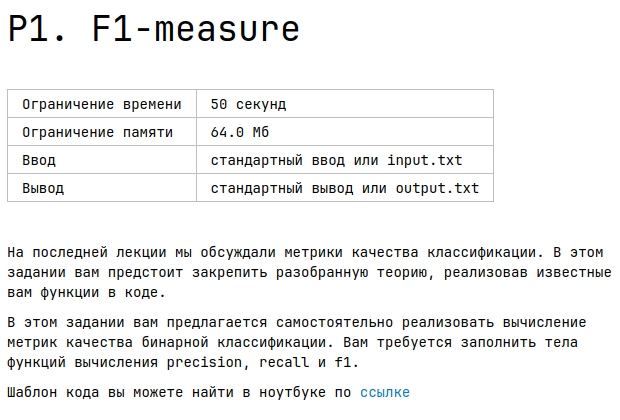 P1. F1-measure
Ограничение времени 50 секунд
Ограничение памяти 64.0 Мб
Ввод стандартный ввод или input.txt
Вывод стандартный вывод или output.txt
На последней лекции мы обсуждали метрики качества классификации. В этом
задании вам предстоит закрепить разобранную теорию, реализовав известные
вам функции в коде.
В этом задании вам предлагается самостоятельно реализовать вычисление
метрик качества бинарной классификации. Вам требуется заполнить тела
функций вычисления precision, recall и f1.
Шаблон кода вы можете найти в ноутбуке по ссылке